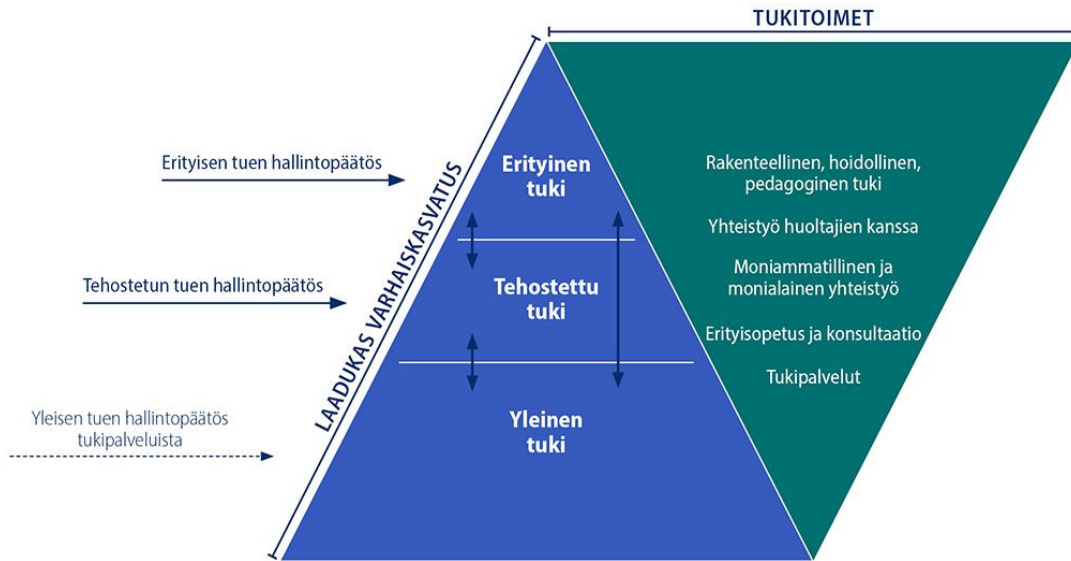 TUKITOIMET
LAADUKAS VARHAISKASVATUS
Erityisen tuen hallintopäätös
Tehostetun tuen hallintopäätös
Yleisen tuen hallintopäätös
tukipalveluista
Erityinen
tuki
Tehostettu
tuki
Yleinen
tuki
Rakenteellinen, hoidollinen,
pedagoginen tuki
Yhteistyö huoltajien kanssa
Moniammatillinen ja
monialainen yhteistyö
Erityisopetus ja konsultaatio
Tukipalvelut